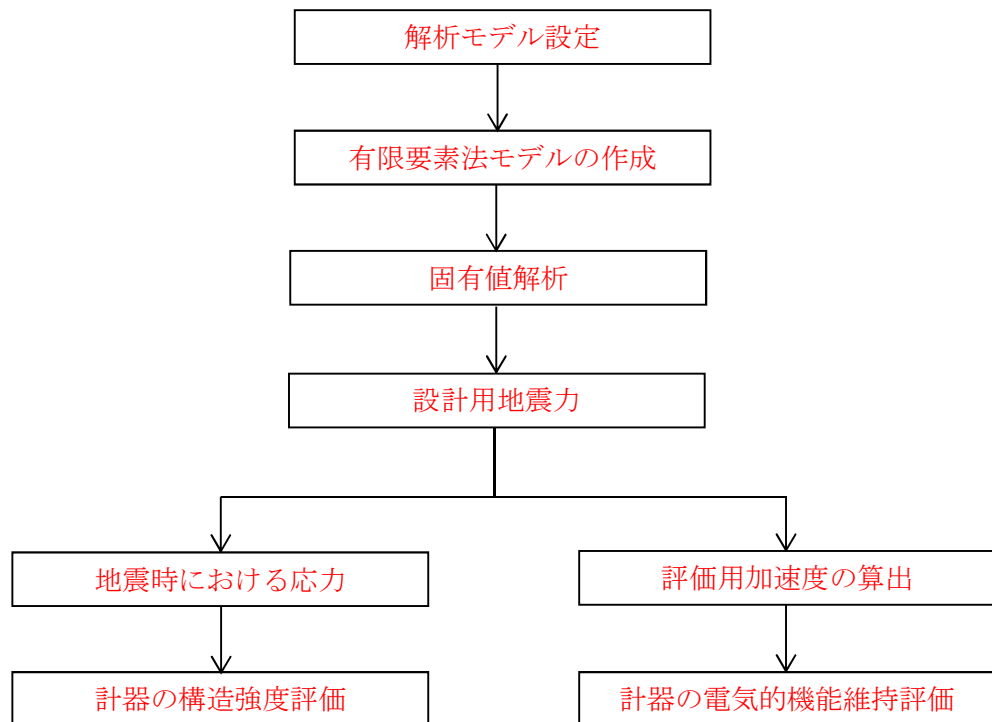 解析モデル設定
有限要素法モデルの作成
固有値解析
設計用地震力
地震時における応力
評価用加速度の算出
計器の構造強度評価
計器の電気的機能維持評価